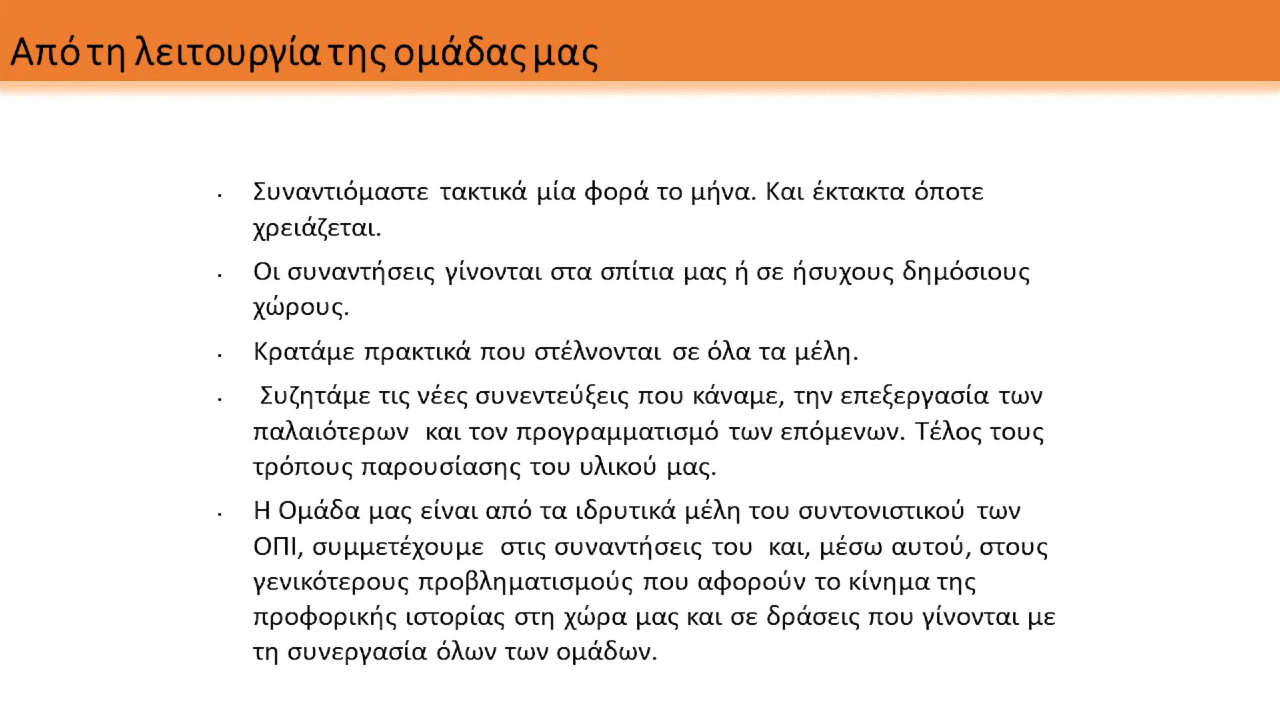 Από τη λειτουργία της ομάδας μας
· Συναντιόμαστε τακτικά μία φορά το μήνα. Και έκτακτα όποτε
χρειάζεται.
· Οι συναντήσεις γίνονται στα σπίτια μας ή σε ήσυχους δημόσιους
χώρους.
· Κρατάμε πρακτικά που στέλνονται σε όλα τα μέλη.
· Συζητάμε τις νέες συνεντεύξεις που κάναμε, την επεξεργασία των
παλαιότερων και τον προγραμματισμό των επόμενων. Τέλος τους
τρόπους παρουσίασης του υλικού μας.
· Η Ομάδα μας είναι από τα ιδρυτικά μέλη του συντονιστικού των
ΟΠΙ, συμμετέχουμε στις συναντήσεις του και, μέσω αυτού, στους
γενικότερους προβληματισμούς που αφορούν το κίνημα της
προφορικής ιστορίας στη χώρα μας και σε δράσεις που γίνονται με
τη συνεργασία όλων των ομάδων.